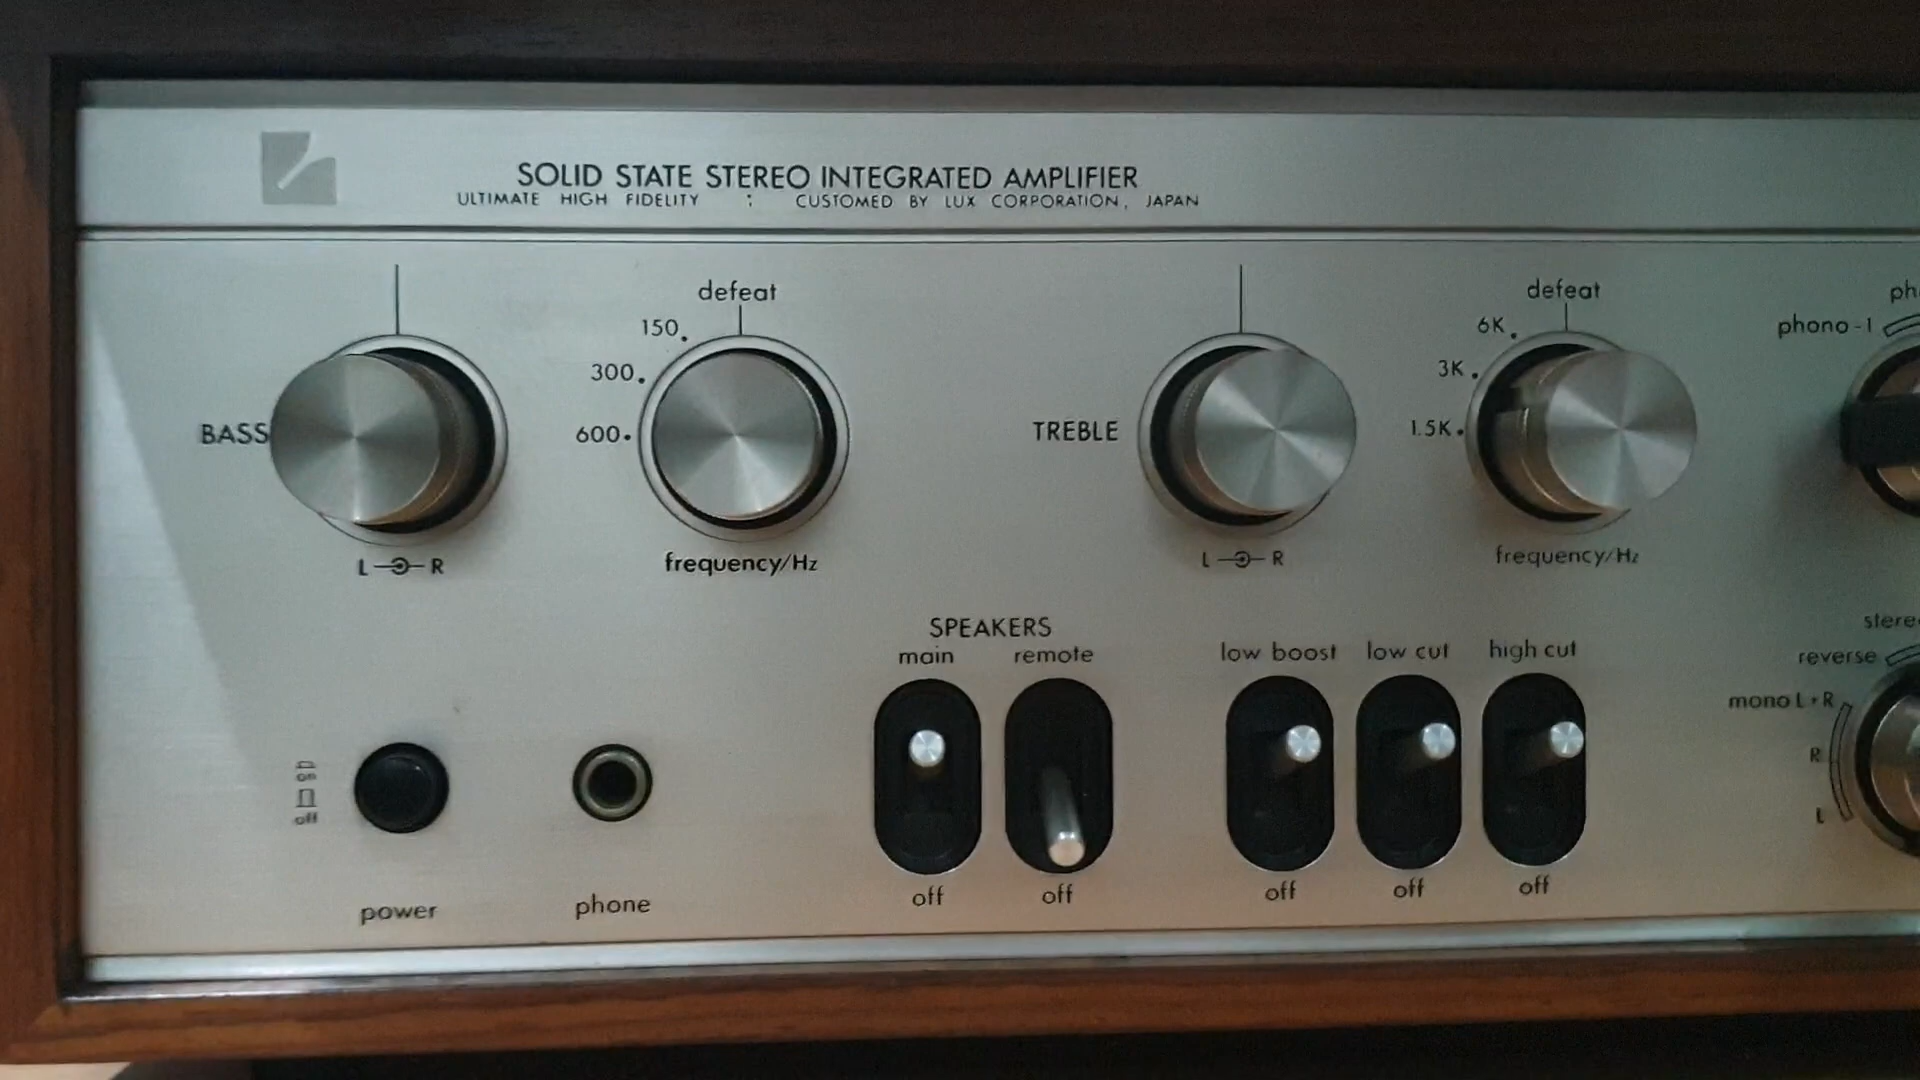 SOLID STATE STEREO INTEGRATED AMPLIFIER
ULTIMATE HIGH FIDELITY : CUSTOMED BY LUX CORPORATION, JAPAN
defeat
150
300
600
BASS
L R
frequency/Hz
defeat
6K
3K
1.5K
TREBLE
L R
frequency/Hz
phono-1
SPEAKERS
main remote
off off
low boost low cut high cut
off off off
reverse
mono L+R
R
L
on
off
power
phone